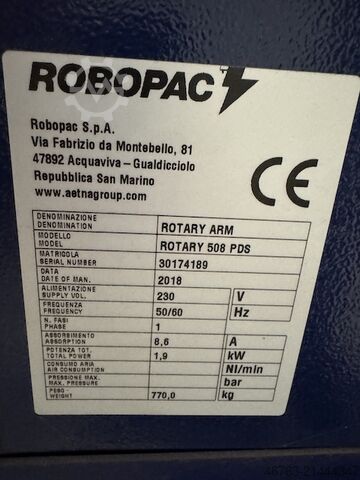 ROBOPAC
Robopac S.p.A.
Via Fabrizio da Montebello, 81
47892 Acquaviva - Gualdicciolo
Repubblica San Marino
www.aetnagroup.com
CE
DENOMINAZIONE
DENOMINATION ROTARY ARM
MODELLO
MODEL ROTARY 508 PDS
MATRICOLA
SERIAL NUMBER 30174189
DATA
DATE OF MAN. 2018
ALIMENTAZIONE
SUPPLY VOL. 230 V
FREQUENZA
FREQUENCY 50/60 Hz
N. FASI
PHASE 1
ASSORBIMENTO
ABSORPTION 8,6 A
POTENZA TOT.
TOTAL POWER 1,9 kW
CONSUMO ARIA
AIR CONSUMPTION Nl/min
PRESSIONE MAX.
MAX. PRESSURE bar
PESO
WEIGHT 770,0 kg